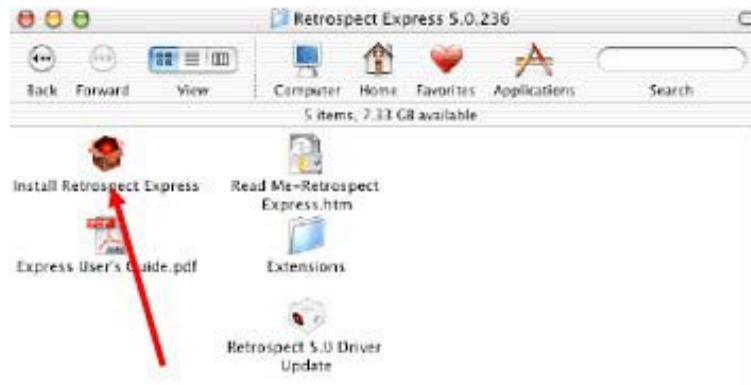 Retrospect Express 5.0.236
Back Forward View Computer Home Favorites Applications Search
5 items, 7.33 GB available
Install Retrospect Express
Read Me-Retrospect
Express.htm
Express User's Guide.pdf
Extensions
Retrospect 5.0 Driver
Update